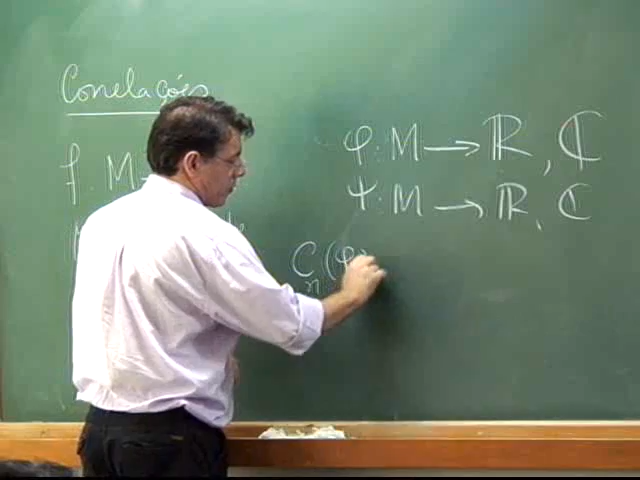 Correlações
f: M
φ: M → ℝ, ℂ
ψ: M → ℝ, ℂ
Cₙ(φ,